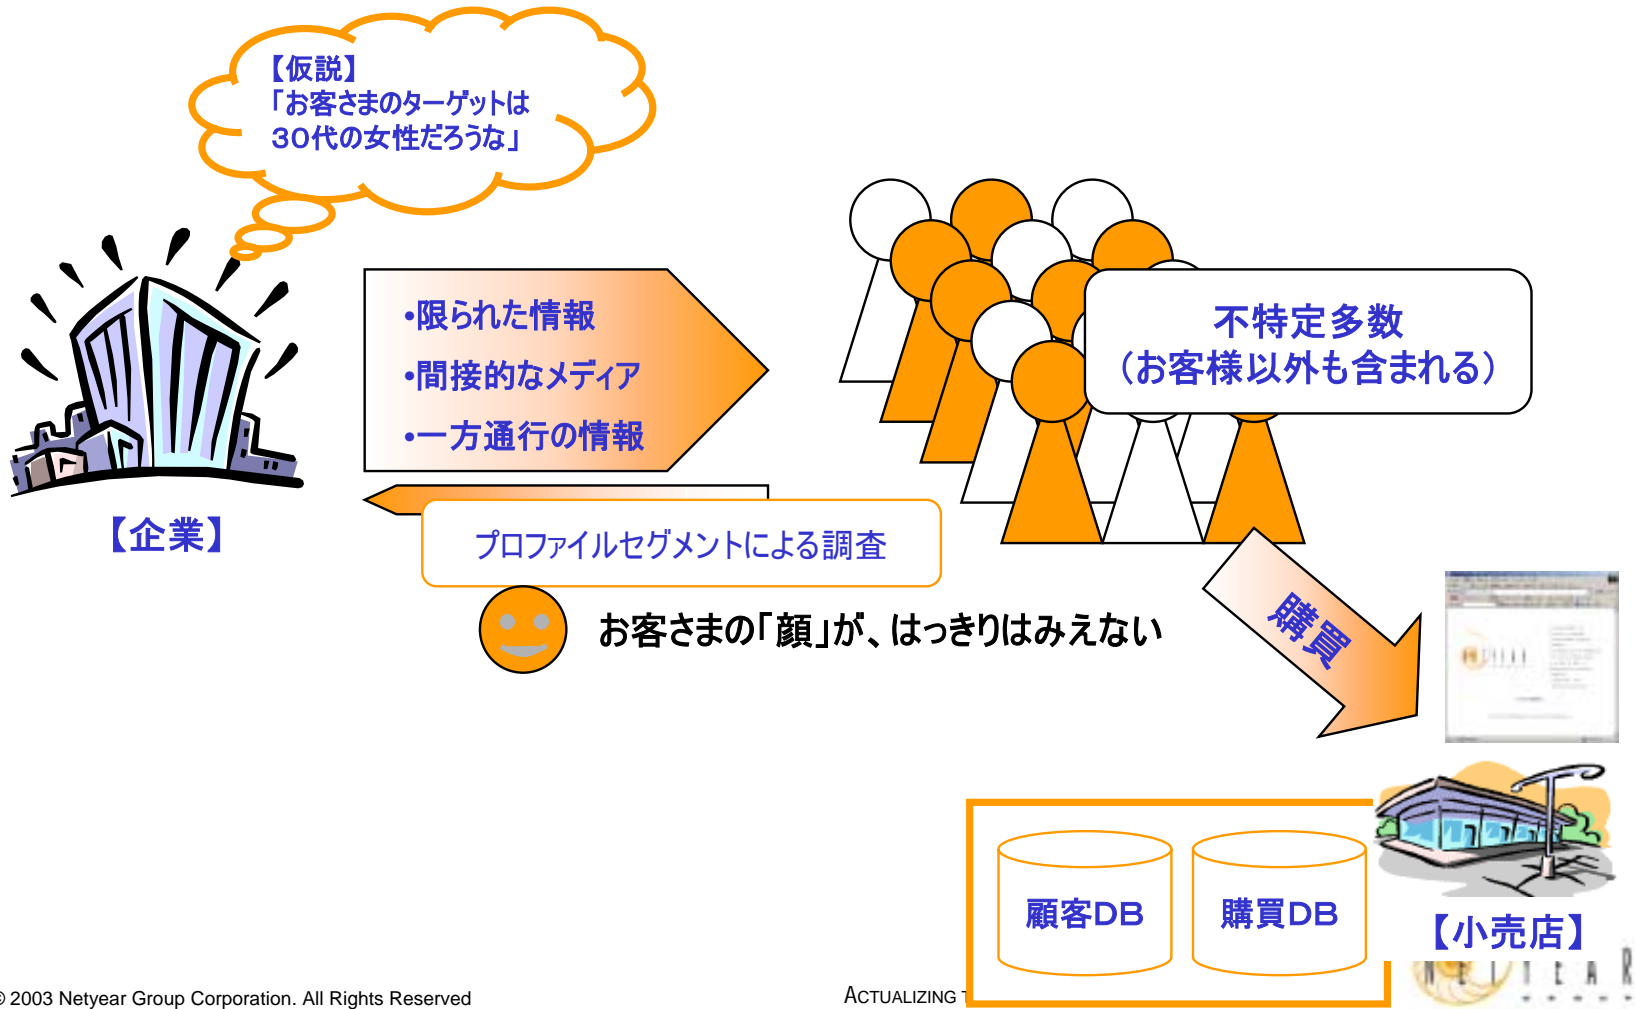 【仮説】
「お客さまのターゲットは
30代の女性だろうな」
・限られた情報
・間接的なメディア
・一方通行の情報
不特定多数
（お客様以外も含まれる）
【企業】
プロファイルセグメントによる調査
お客さまの「顔」が、はっきりはみえない
購買
顧客DB
購買DB
【小売店】
NETYEAR
© 2003 Netyear Group Corporation. All Rights Reserved
ACTUALIZING